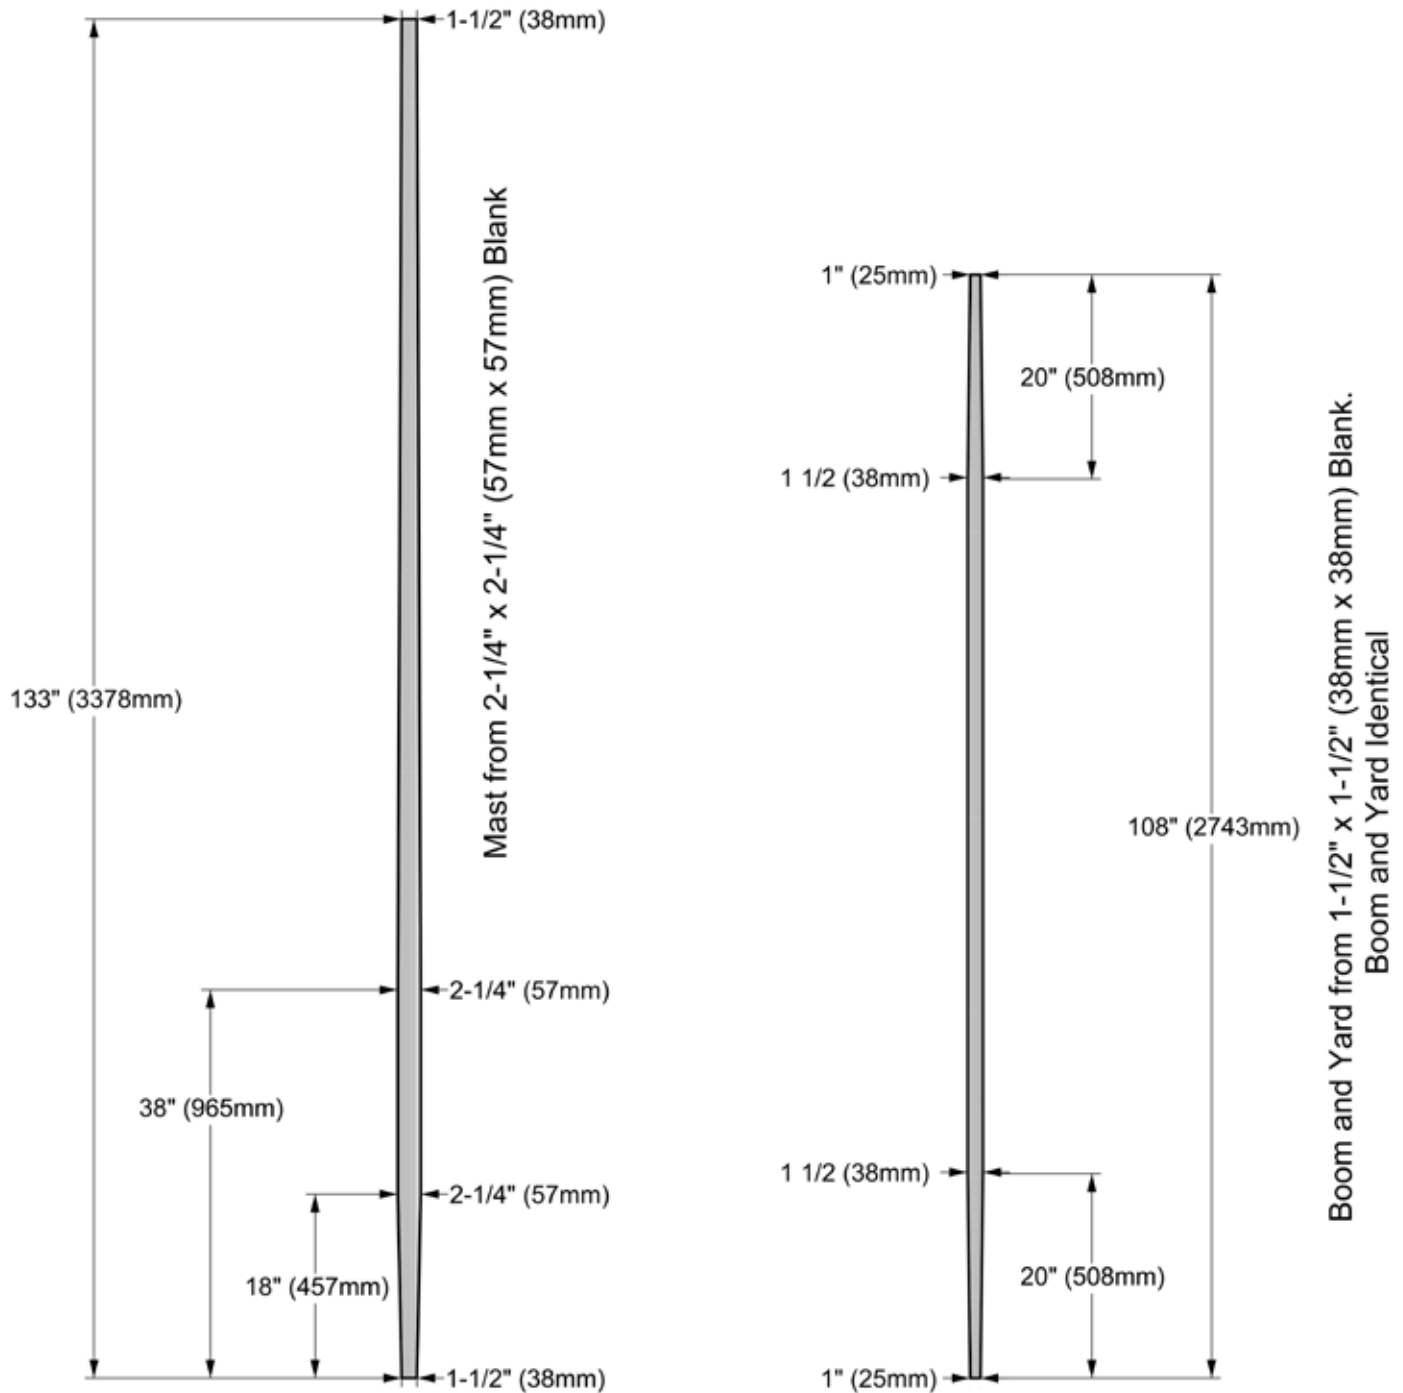 1-1/2" (38mm)
Mast from 2-1/4" x 2-1/4" (57mm x 57mm) Blank
133" (3378mm)
2-1/4" (57mm)
38" (965mm)
2-1/4" (57mm)
18" (457mm)
1-1/2" (38mm)
1" (25mm)
20" (508mm)
1 1/2 (38mm)
108" (2743mm)
1 1/2 (38mm)
20" (508mm)
1" (25mm)
Boom and Yard from 1-1/2" x 1-1/2" (38mm x 38mm) Blank.
Boom and Yard Identical